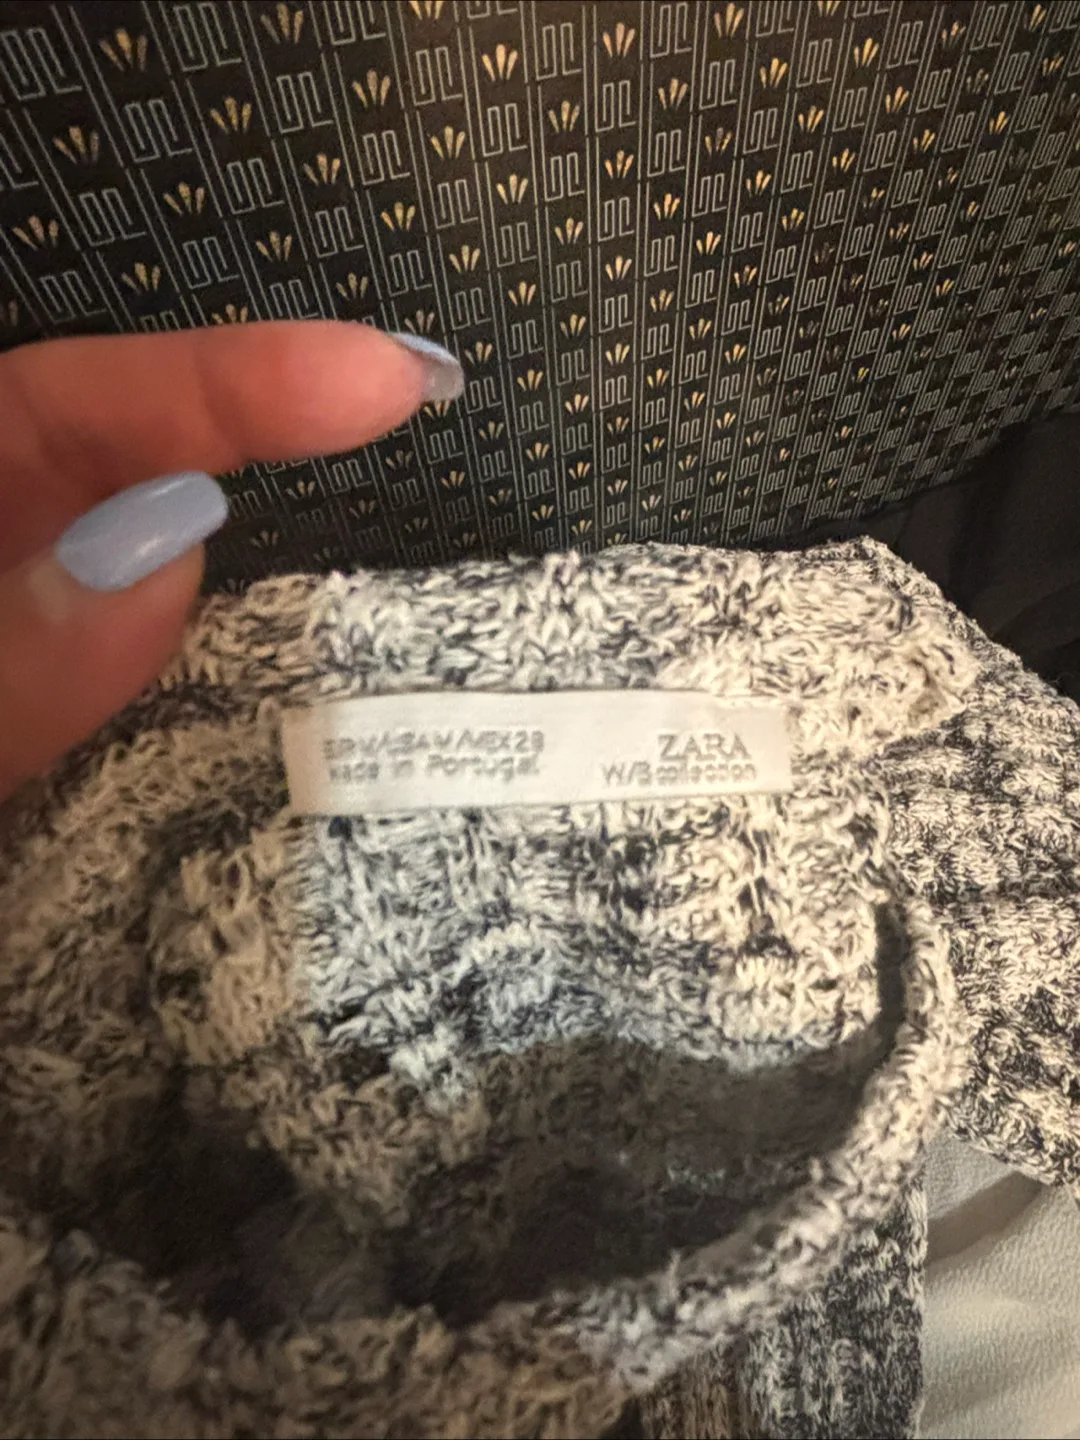 EUR M/USA M/MEX 28
Made in Portugal
ZARA
W/B collection